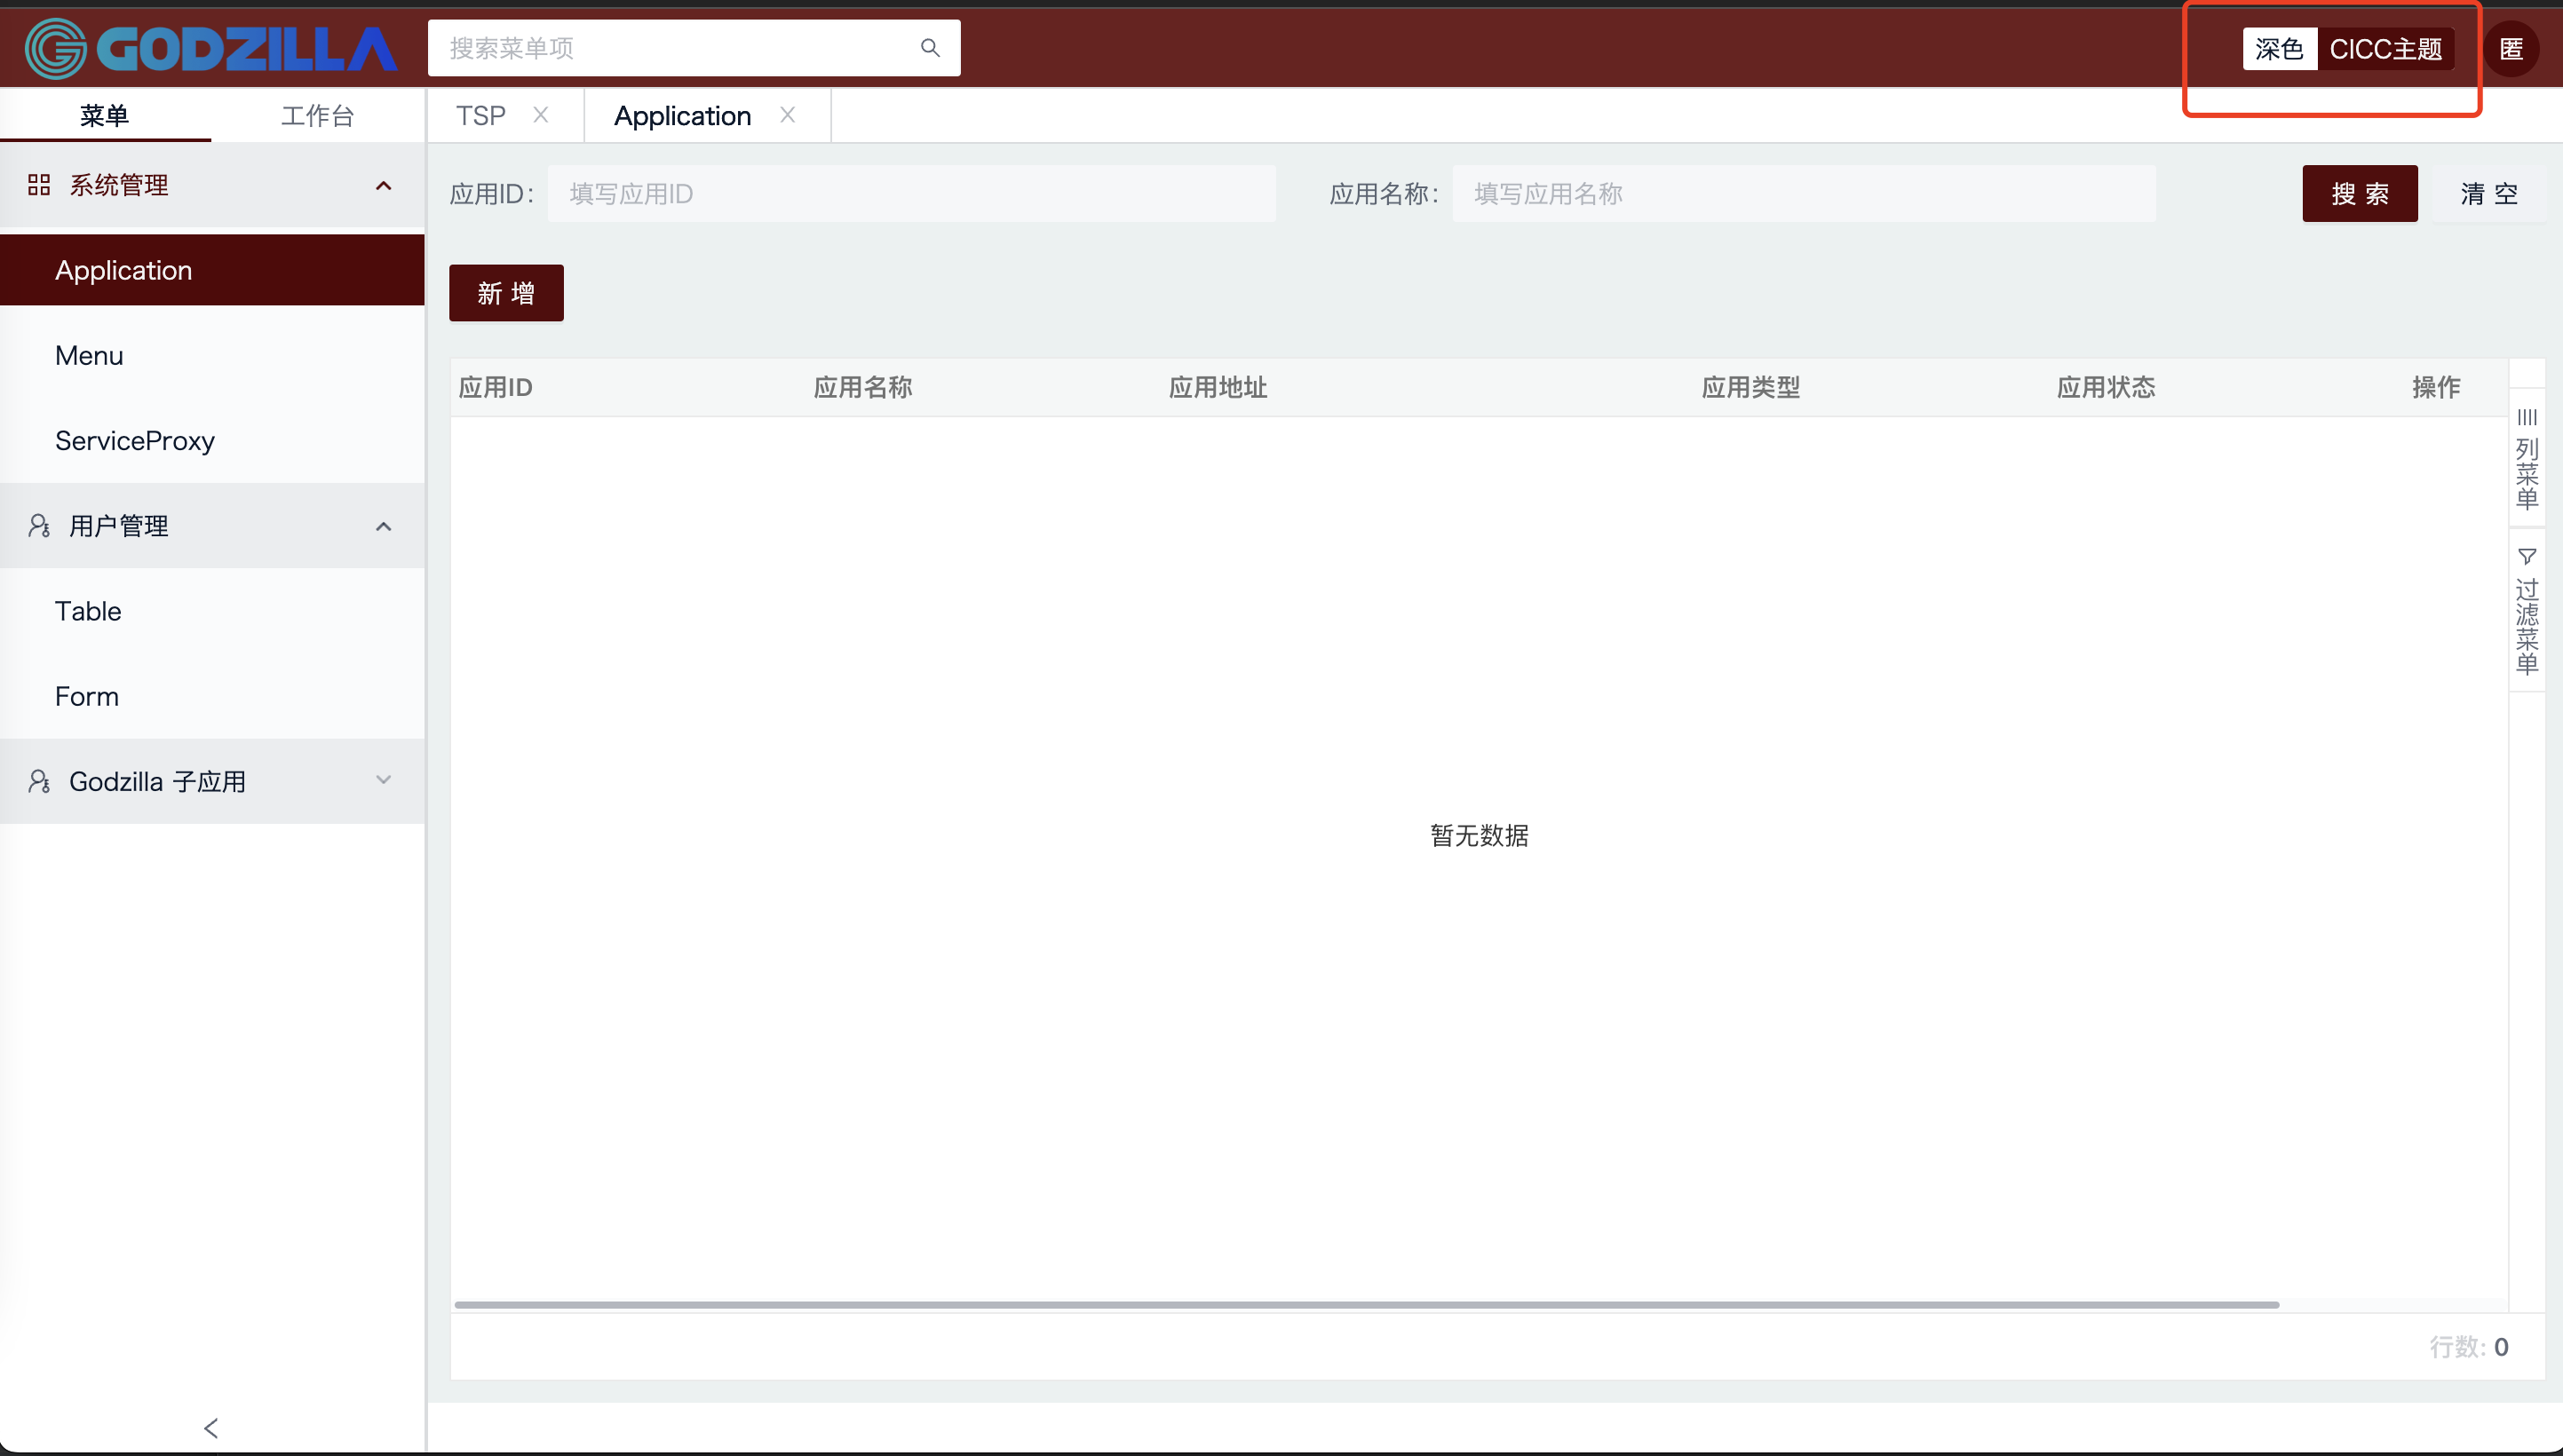 GODZILLA
搜索菜单项
深色 CICC主题 匿
菜单 工作台
TSP Application
系统管理
Application
Menu
ServiceProxy
用户管理
Table
Form
Godzilla 子应用
应用ID: 填写应用ID 应用名称: 填写应用名称 搜 索 清 空
新 增
应用ID 应用名称 应用地址 应用类型 应用状态 操作
列菜单
过滤菜单
暂无数据
行数: 0